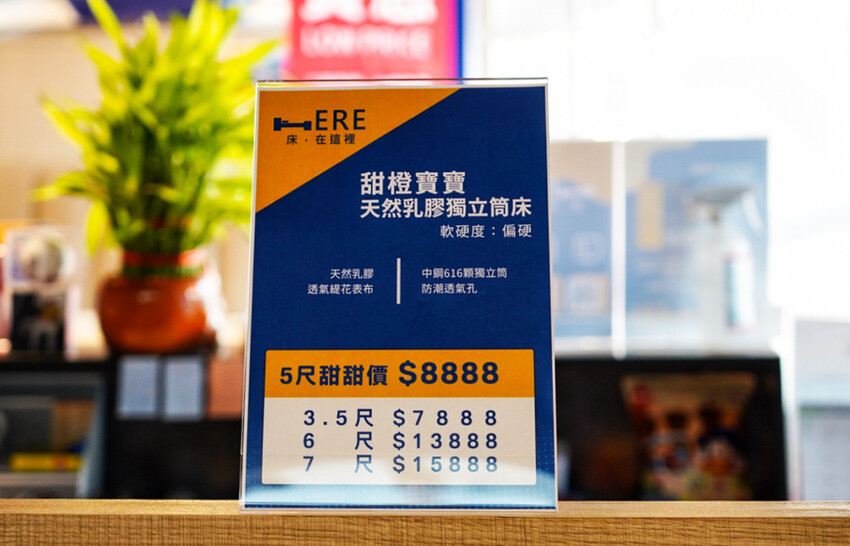 LOW PRICE
HERE
床・在這裡
甜橙寶寶
天然乳膠獨立筒床
軟硬度：偏硬
天然乳膠
透氣緹花表布
中鋼616顆獨立筒
防潮透氣孔
5尺甜甜價 $8888
3.5尺 $7888
6 尺 $13888
7 尺 $15888